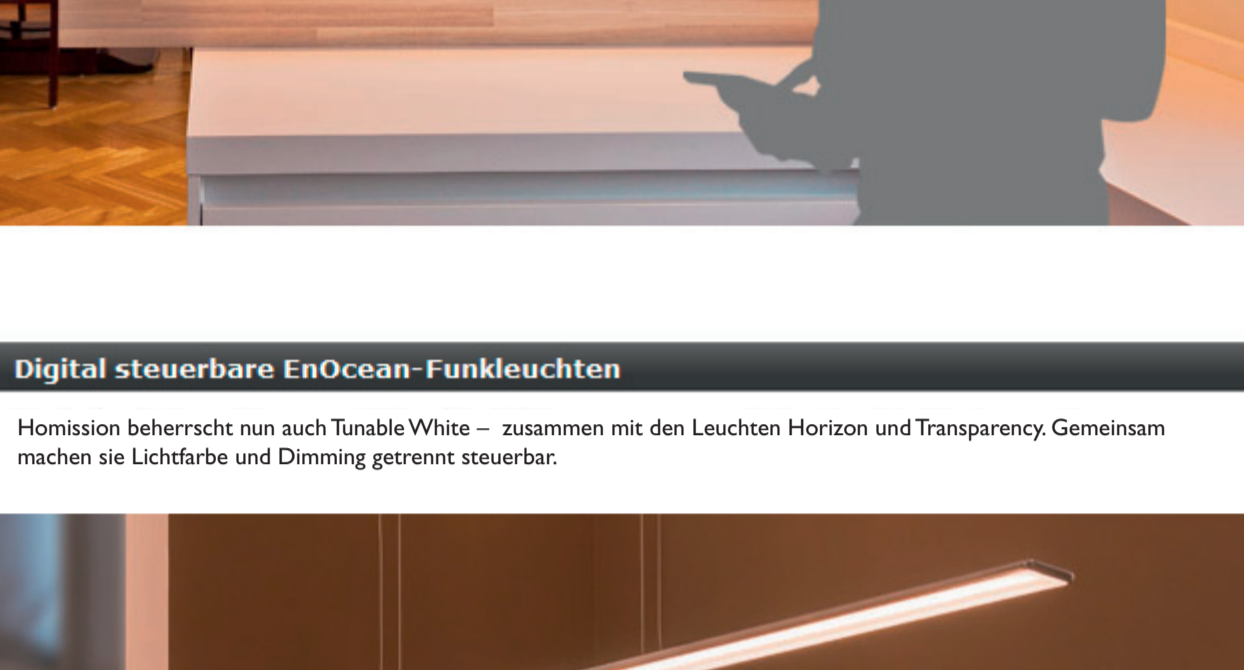 Digital steuerbare EnOcean-Funkleuchten
Homission beherrscht nun auch Tunable White – zusammen mit den Leuchten Horizon und Transparency. Gemeinsam
machen sie Lichtfarbe und Dimming getrennt steuerbar.